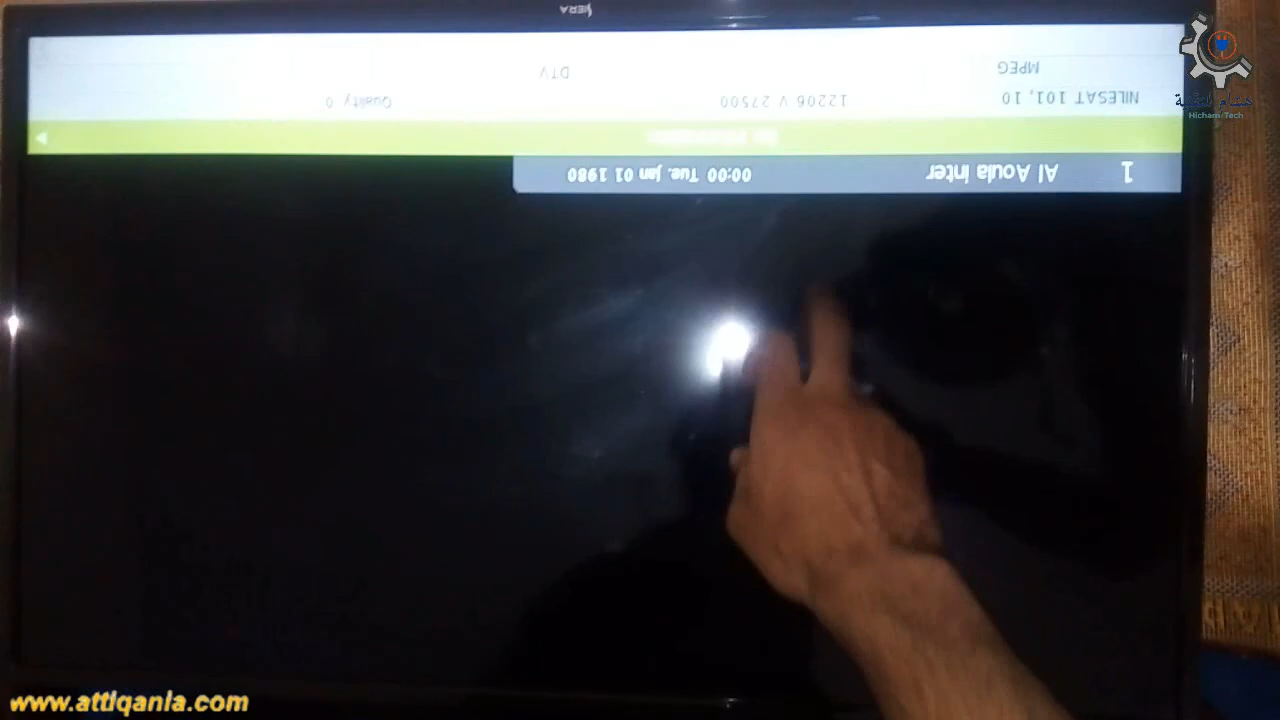 1 Al Aoula Inter 00:00 Tue. Jan 01 1980
NILESAT 101, 10 12206 V 27500 Quality 0
MPEG DTV
SIERA
Hicham Tech
www.attiqania.com